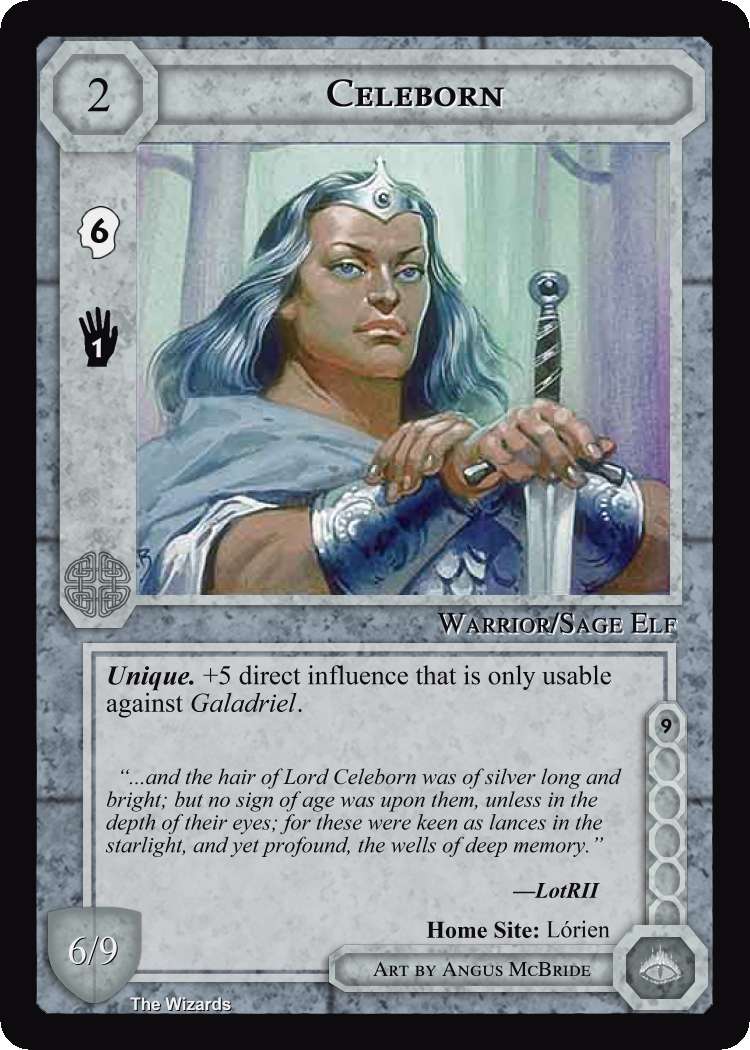 2
Celeborn
6
1
Warrior/Sage Elf
Unique. +5 direct influence that is only usable
against Galadriel.
9
“...and the hair of Lord Celeborn was of silver long and
bright; but no sign of age was upon them, unless in the
depth of their eyes; for these were keen as lances in the
starlight, and yet profound, the wells of deep memory.”
—LotRII
Home Site: Lórien
6/9
Art by Angus McBride
The Wizards